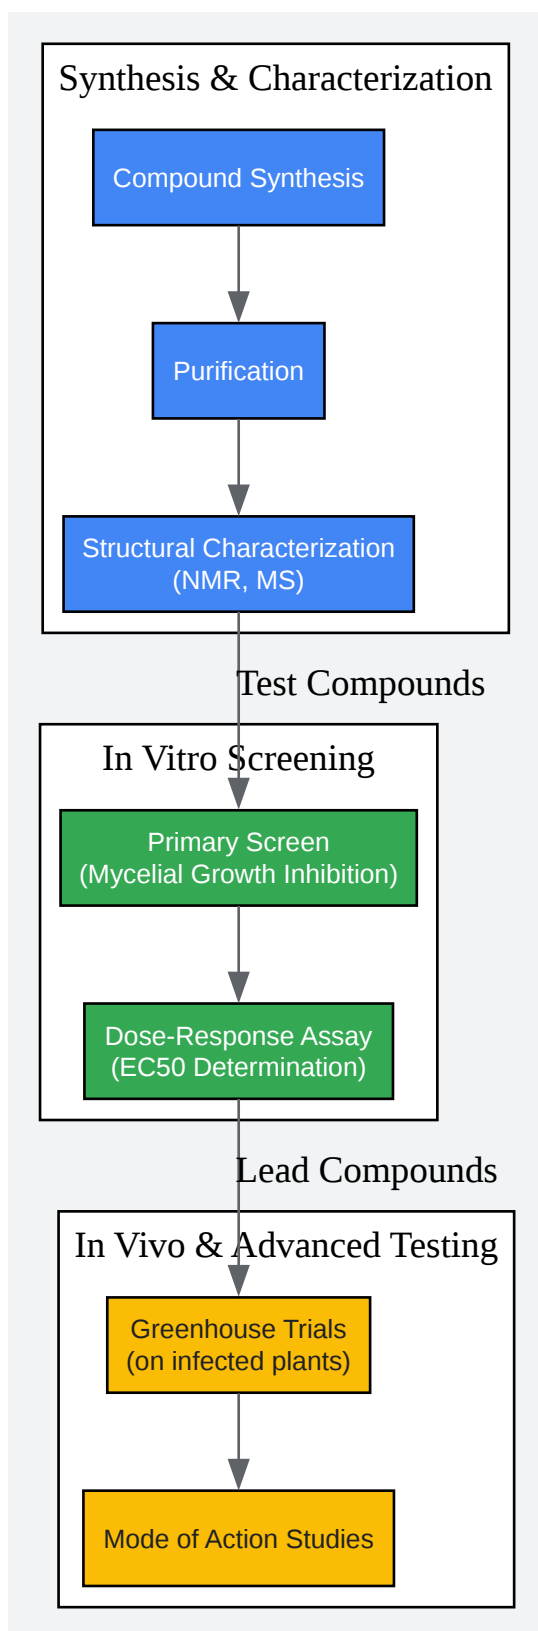 Synthesis & Characterization
Compound Synthesis
Purification
Structural Characterization
(NMR, MS)
Test Compounds
In Vitro Screening
Primary Screen
(Mycelial Growth Inhibition)
Dose-Response Assay
(EC50 Determination)
Lead Compounds
In Vivo & Advanced Testing
Greenhouse Trials
(on infected plants)
Mode of Action Studies